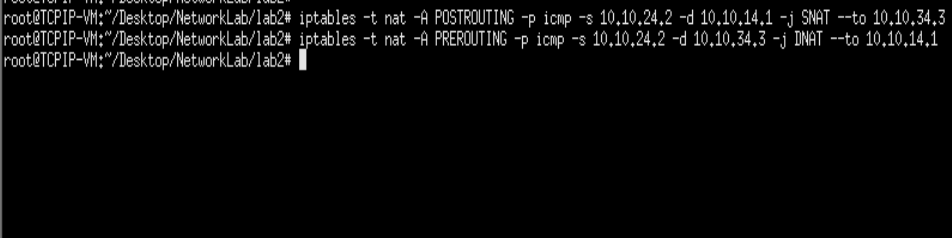 root@TCPIP-VM:~/Desktop/NetworkLab/lab2# iptables -t nat -A POSTROUTING -p icmp -s 10.10.24.2 -d 10.10.14.1 -j SNAT --to 10.10.34.3
root@TCPIP-VM:~/Desktop/NetworkLab/lab2# iptables -t nat -A PREROUTING -p icmp -s 10.10.24.2 -d 10.10.34.3 -j DNAT --to 10.10.14.1
root@TCPIP-VM:~/Desktop/NetworkLab/lab2#